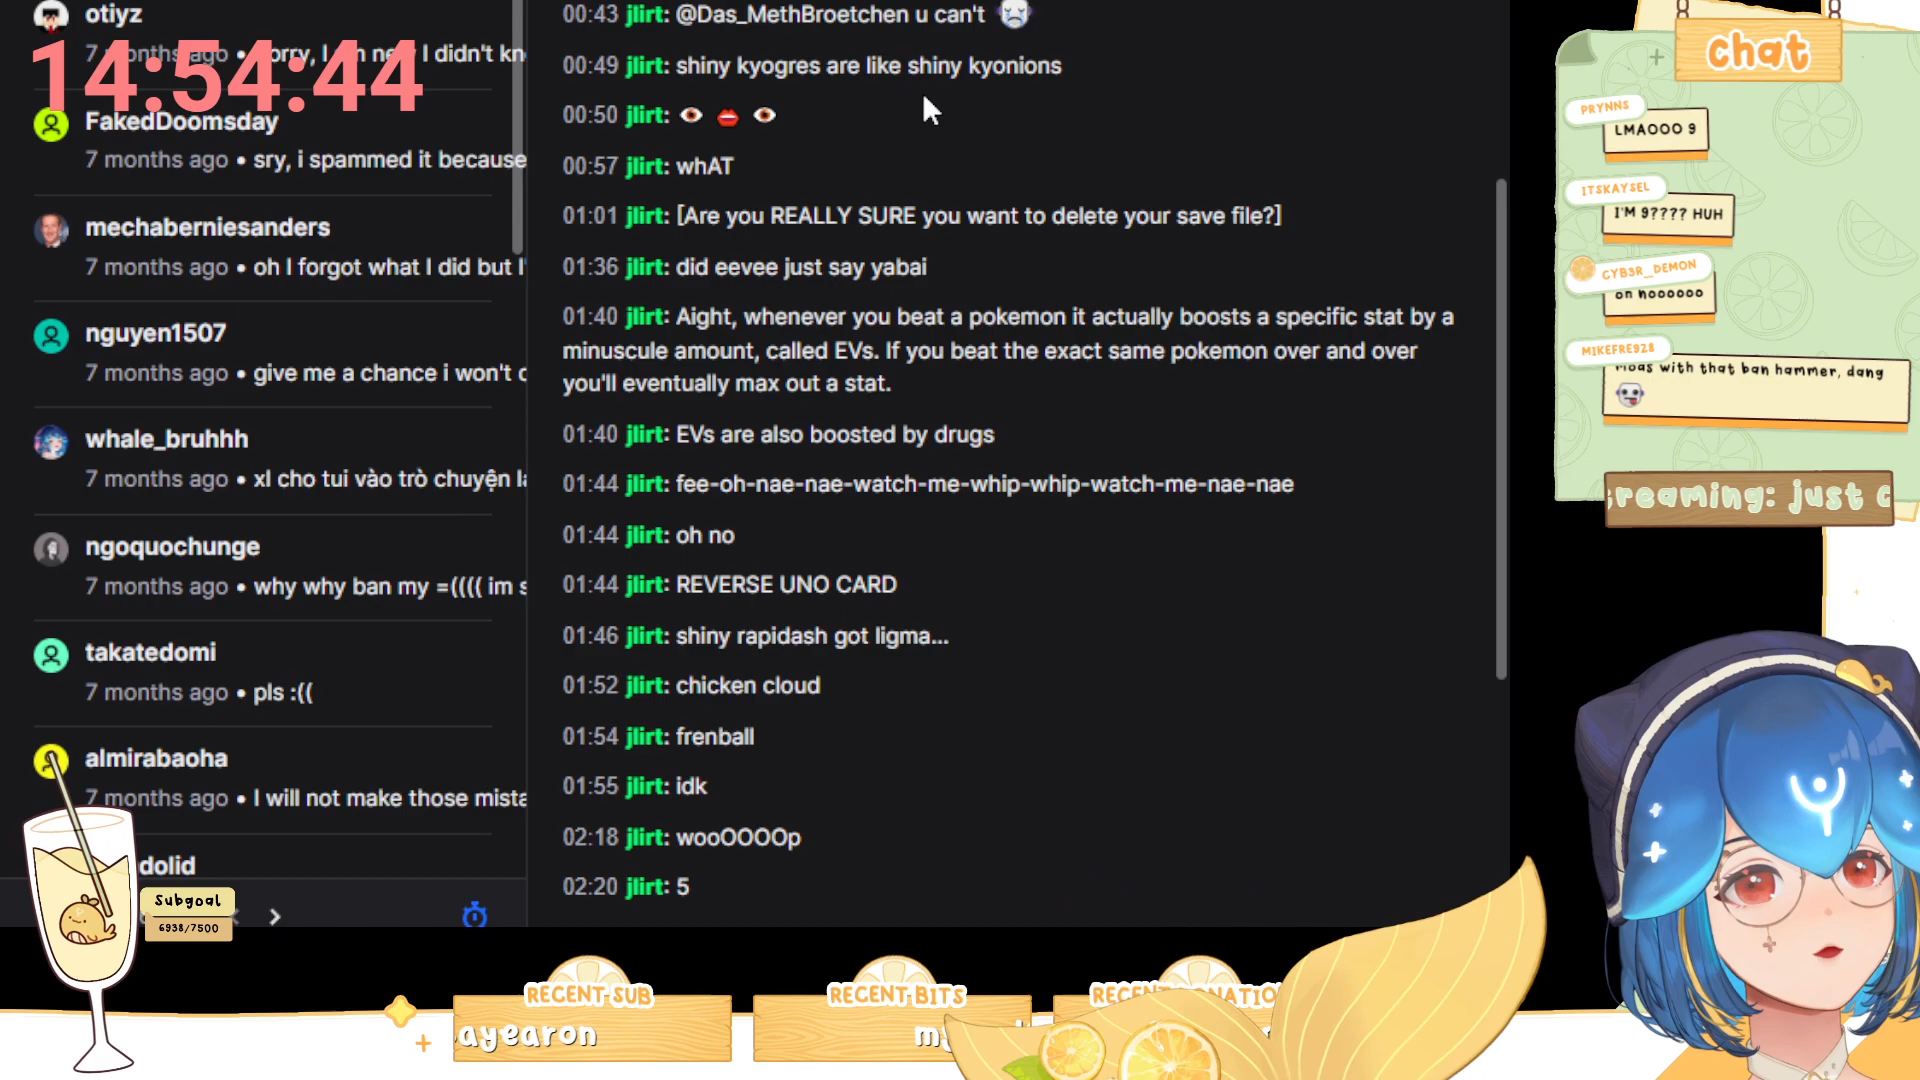 otiyz
7 months ago • sorry, I am new I didn't kn
14:54:44
FakedDoomsday
7 months ago • sry, i spammed it because
mechaberniesanders
7 months ago • oh I forgot what I did but I'
nguyen1507
7 months ago • give me a chance i won't
whale_bruhhh
7 months ago • xl cho tui vào trò chuyện
ngoquochunge
7 months ago • why why ban my =(((( im s
takatedomi
7 months ago • pls :((
almirabaoha
7 months ago • I will not make those mista
dolid
Subgoal
6938/7500
00:43 jlirt: @Das_MethBroetchen u can't
00:49 jlirt: shiny kyogres are like shiny kyonions
00:50 jlirt: 👁 👄 👁
00:57 jlirt: whAT
01:01 jlirt: [Are you REALLY SURE you want to delete your save file?]
01:36 jlirt: did eevee just say yabai
01:40 jlirt: Aight, whenever you beat a pokemon it actually boosts a specific stat by a
minuscule amount, called EVs. If you beat the exact same pokemon over and over
you'll eventually max out a stat.
01:40 jlirt: EVs are also boosted by drugs
01:44 jlirt: fee-oh-nae-nae-watch-me-whip-whip-watch-me-nae-nae
01:44 jlirt: oh no
01:44 jlirt: REVERSE UNO CARD
01:46 jlirt: shiny rapidash got ligma...
01:52 jlirt: chicken cloud
01:54 jlirt: frenball
01:55 jlirt: idk
02:18 jlirt: wooOOOOp
02:20 jlirt: 5
chat
PRYNNS
LMAOOO 9
ITSKAYSEL
I'M 9???? HUH
CYB3R_DEMON
oh noooooo
MIKEFRE928
mods with that ban hammer, dang
reaming: just c
RECENT SUB
ayearon
RECENT BITS
my